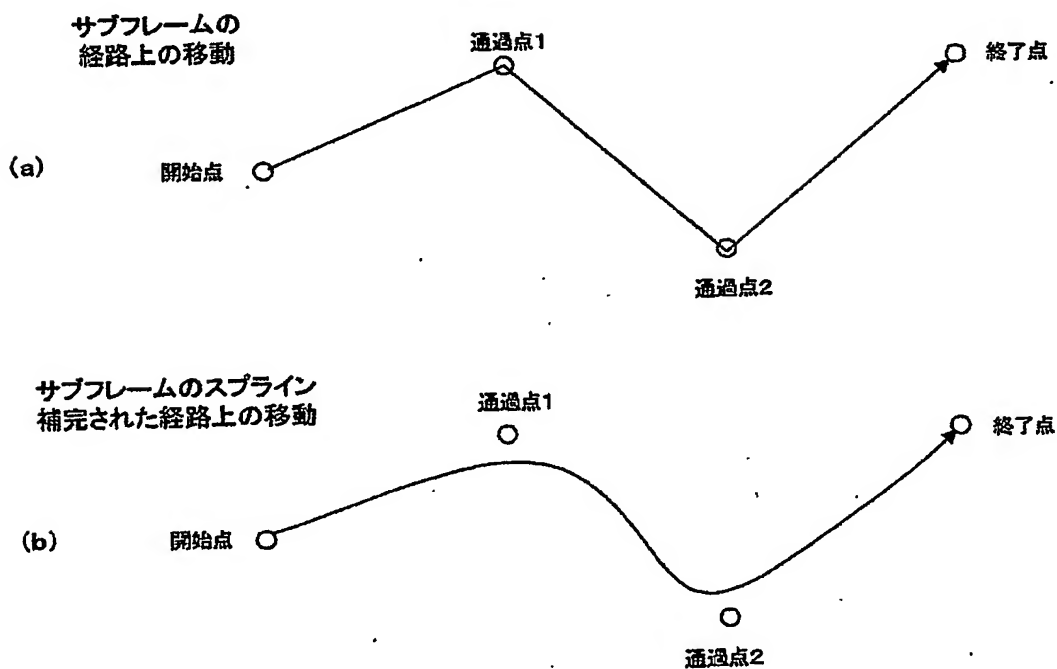 サブフレームの
経路上の移動
通過点1
終了点
(a)
開始点
通過点2
サブフレームのスプライン
補完された経路上の移動
通過点1
終了点
(b)
開始点
通過点2